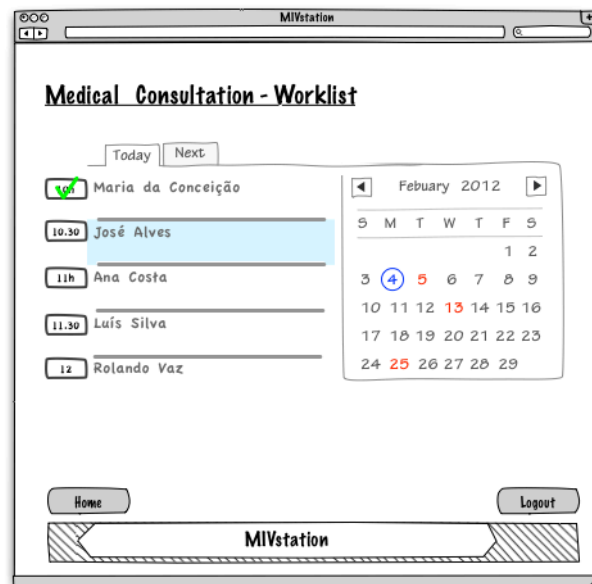 MIVstation
Medical Consultation - Worklist
Today Next
Maria da Conceição
10.30 José Alves
11h Ana Costa
11.30 Luís Silva
12 Rolando Vaz
Febuary 2012
S M T W T F S
1 2
3 4 5 6 7 8 9
10 11 12 13 14 15 16
17 18 19 20 21 22 23
24 25 26 27 28 29
Home Logout
MIVstation